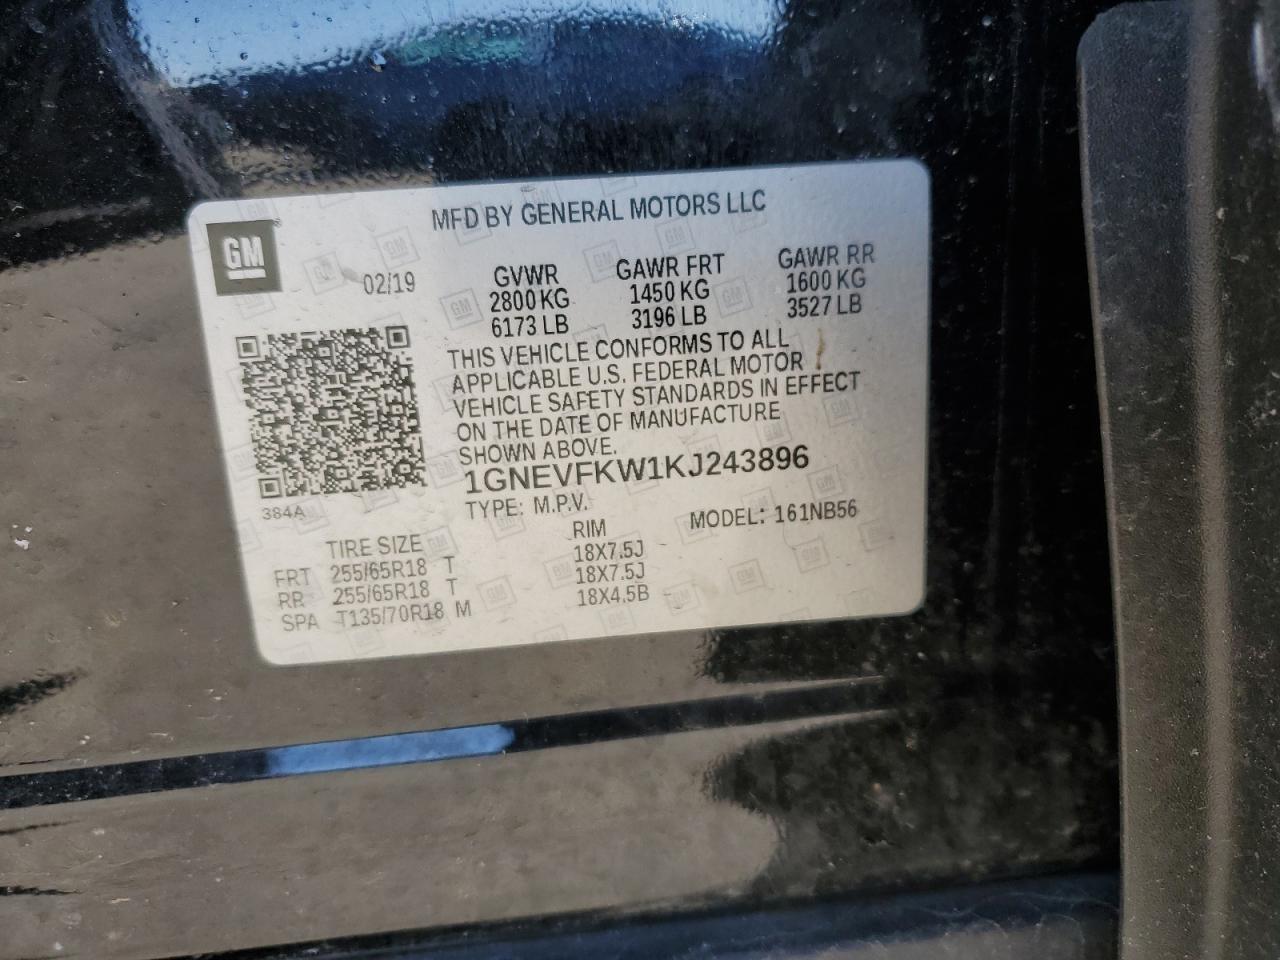 MFD BY GENERAL MOTORS LLC
GM
02/19
GVWR GAWR FRT GAWR RR
2800 KG 1450 KG 1600 KG
6173 LB 3196 LB 3527 LB
THIS VEHICLE CONFORMS TO ALL
APPLICABLE U.S. FEDERAL MOTOR
VEHICLE SAFETY STANDARDS IN EFFECT
ON THE DATE OF MANUFACTURE
SHOWN ABOVE.
1GNEVFKW1KJ243896
384A
TYPE: M.P.V. MODEL: 161NB56
TIRE SIZE RIM
FRT 255/65R18 T 18X7.5J
RR 255/65R18 T 18X7.5J
SPA T135/70R18 M 18X4.5B